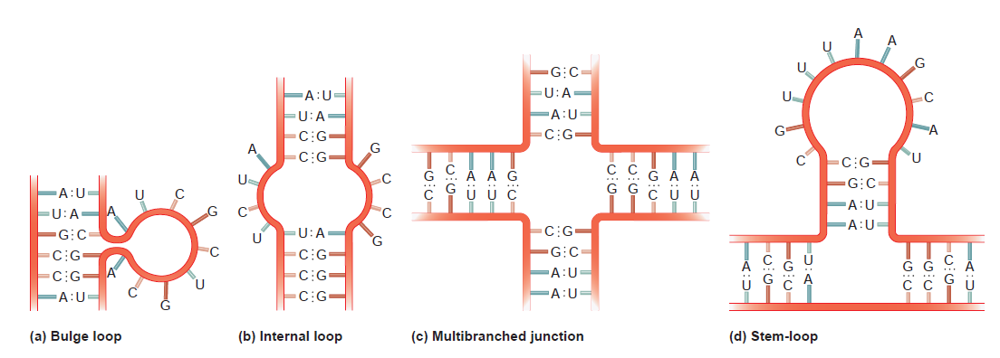 A:U
U:A
G⋮C
C⋮G
C⋮G
A:U
A U C G C U G C A
(a) Bulge loop
A:U
U:A
C⋮G
C⋮G
A U C U
G C C G
U:A
C⋮G
C⋮G
C⋮G
(b) Internal loop
G⋮C
U:A
A:U
C⋮G
G C A A G
C G U U C
C C G A A
G G C U U
C⋮G
G⋮C
A:U
A:U
(c) Multibranched junction
C G U U U A A G C A U
C⋮G
G⋮C
A:U
A:U
A C G U
U G C A
G G C A
C C G U
(d) Stem-loop